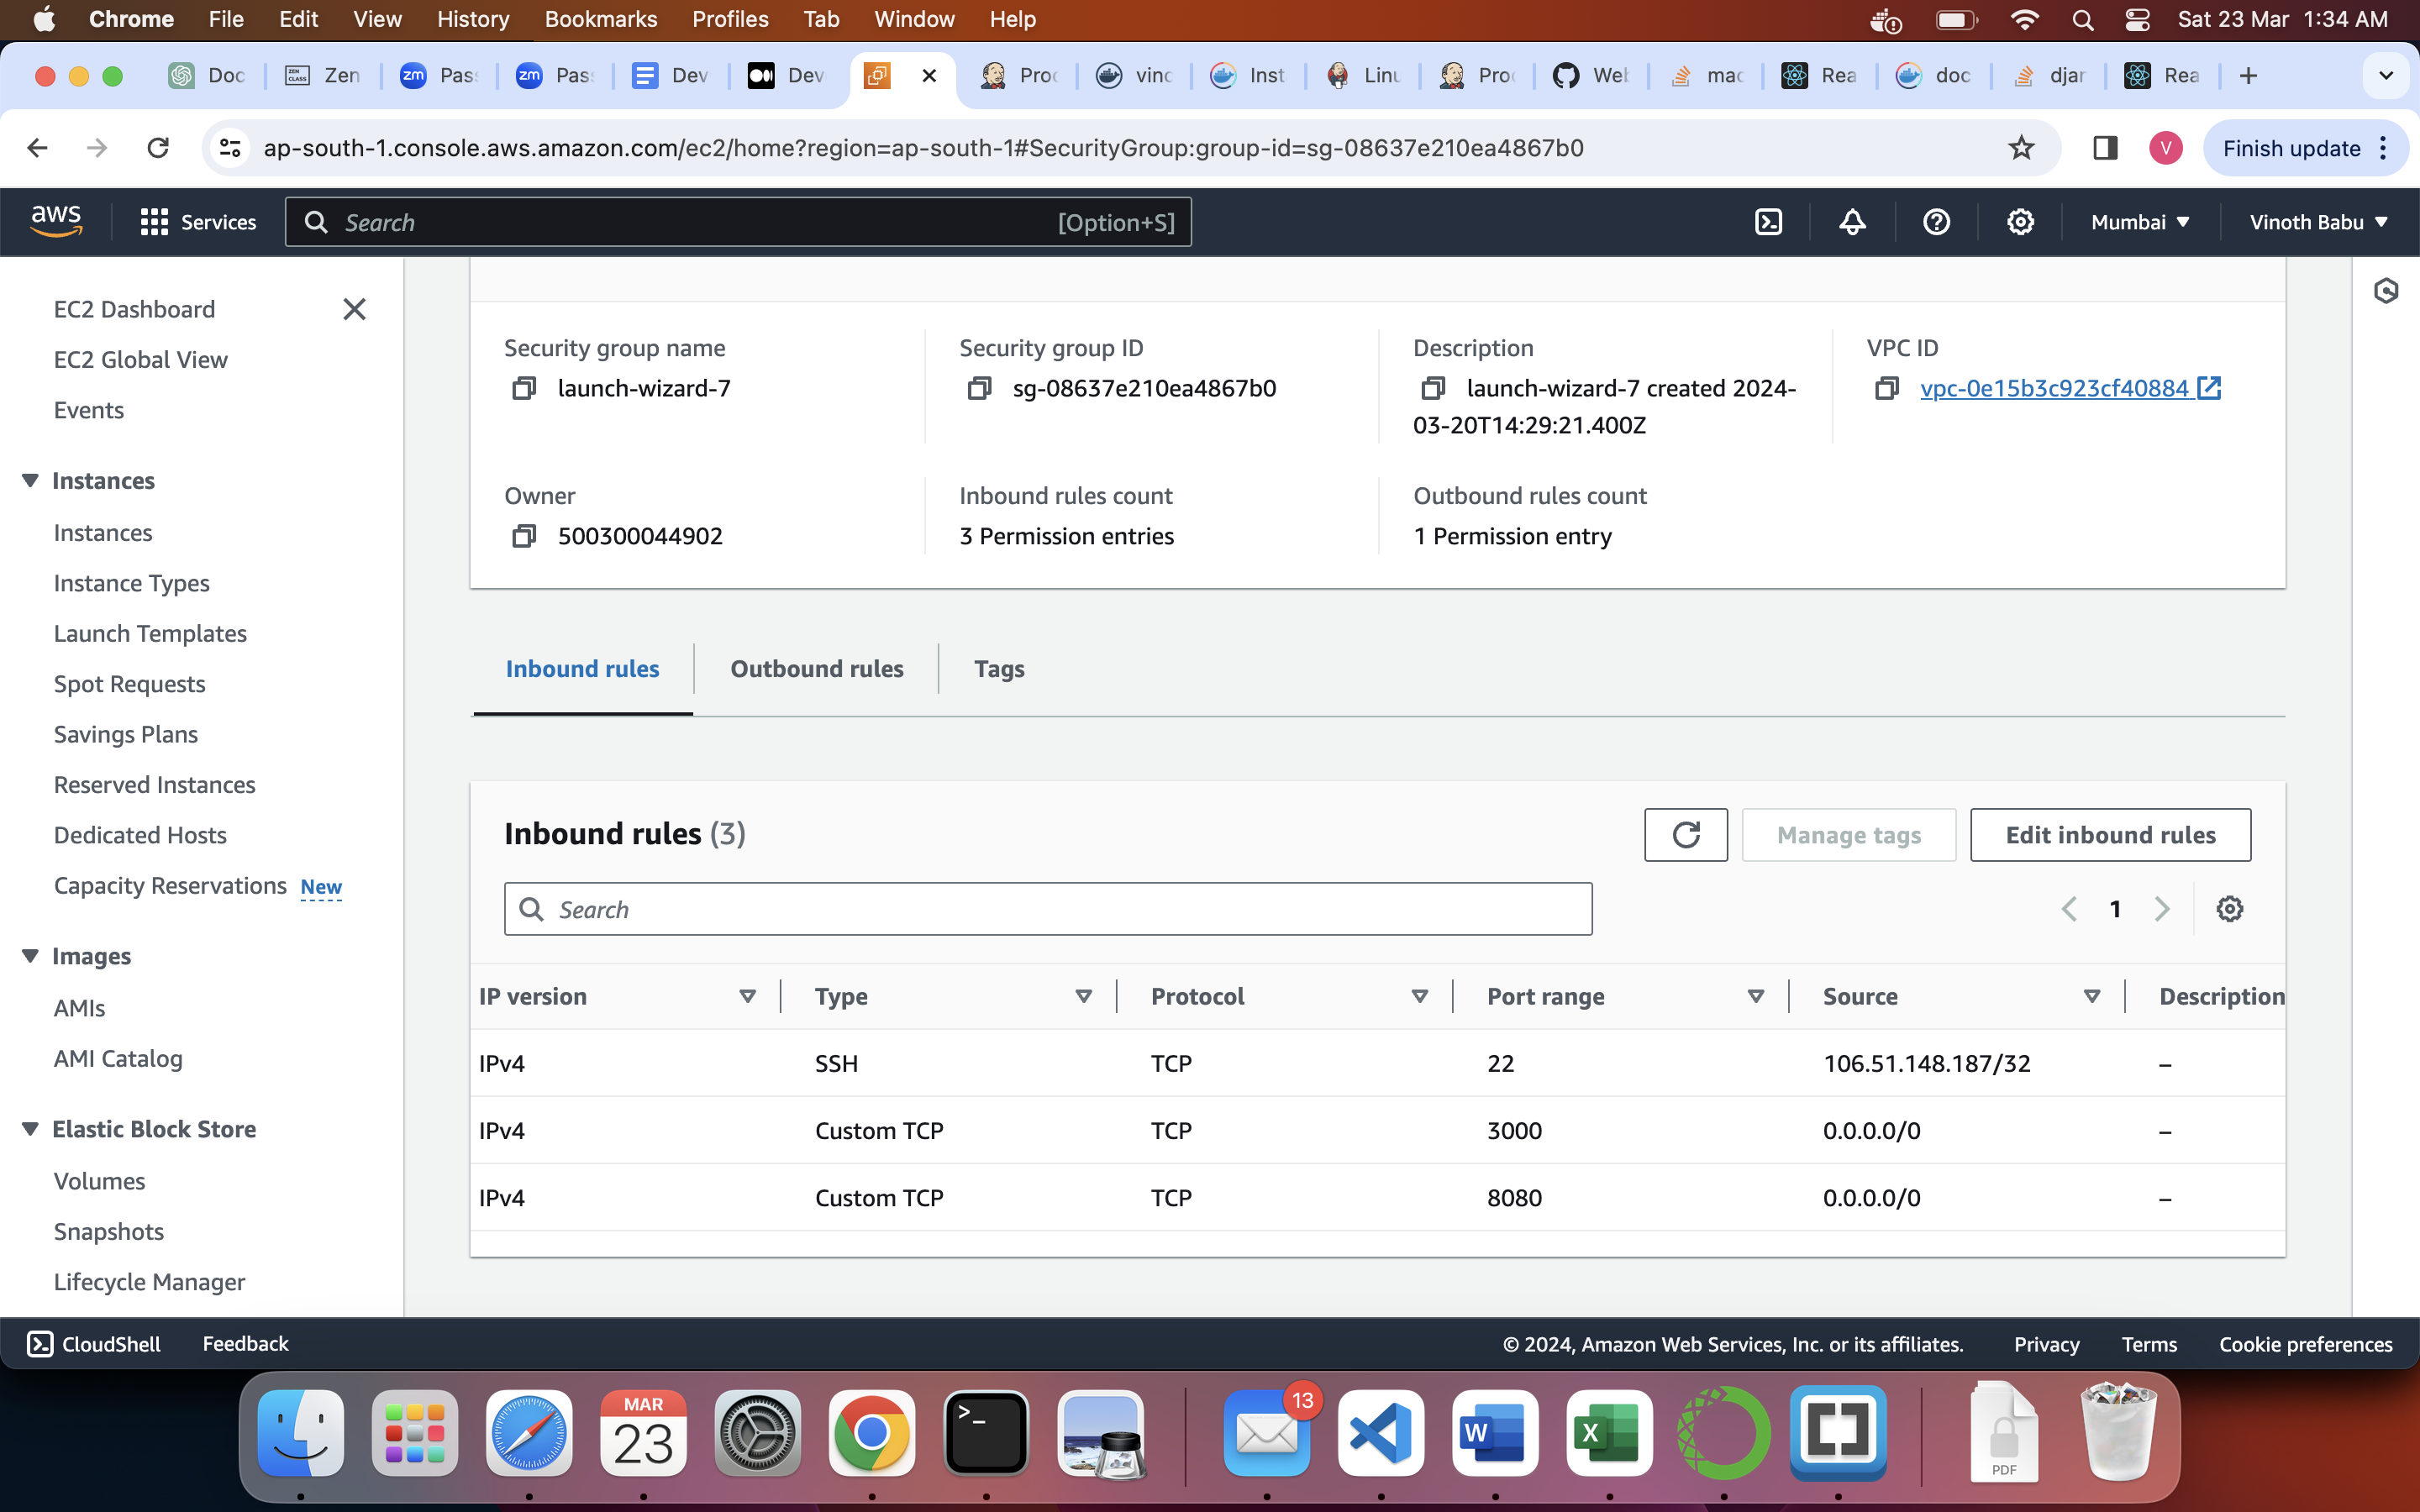 Chrome File Edit View History Bookmarks Profiles Tab Window Help Sat 23 Mar 1:34 AM
Doc Zen zm Pas zm Pas Dev Dev Proc vinc Inst Linu Proc Wel mac Rea doc djar Rea
ap-south-1.console.aws.amazon.com/ec2/home?region=ap-south-1#SecurityGroup:group-id=sg-08637e210ea4867b0 V Finish update
aws Services Search [Option+S] Mumbai Vinoth Babu
EC2 Dashboard
EC2 Global View
Events
Instances
Instances
Instance Types
Launch Templates
Spot Requests
Savings Plans
Reserved Instances
Dedicated Hosts
Capacity Reservations New
Images
AMIs
AMI Catalog
Elastic Block Store
Volumes
Snapshots
Lifecycle Manager
Security group name
launch-wizard-7
Security group ID
sg-08637e210ea4867b0
Description
launch-wizard-7 created 2024-
03-20T14:29:21.400Z
VPC ID
vpc-0e15b3c923cf40884
Owner
500300044902
Inbound rules count
3 Permission entries
Outbound rules count
1 Permission entry
Inbound rules Outbound rules Tags
Inbound rules (3) Manage tags Edit inbound rules
Search 1
IP version Type Protocol Port range Source Description
IPv4 SSH TCP 22 106.51.148.187/32 –
IPv4 Custom TCP TCP 3000 0.0.0.0/0 –
IPv4 Custom TCP TCP 8080 0.0.0.0/0 –
CloudShell Feedback © 2024, Amazon Web Services, Inc. or its affiliates. Privacy Terms Cookie preferences
MAR
23
13
W
X
PDF